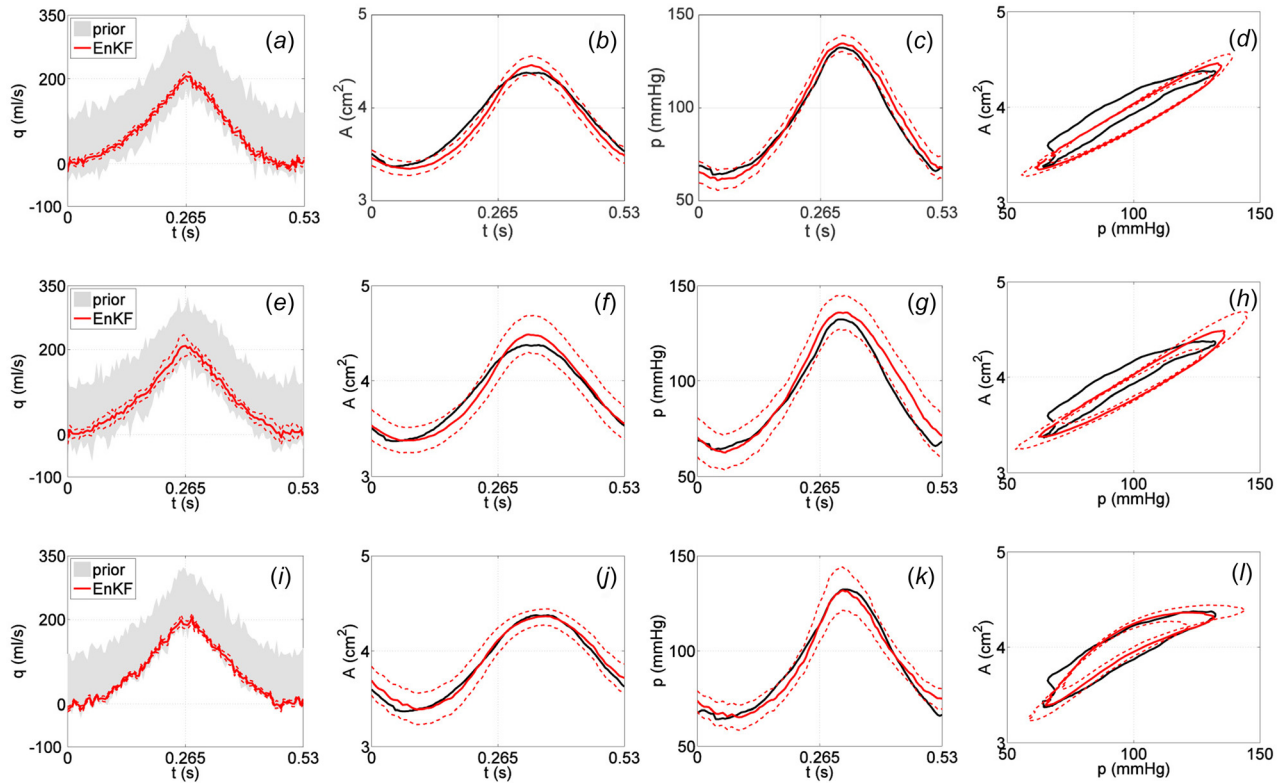 350
200
0
-100
q (ml/s)
prior
EnKF
(a)
0
0.265
0.53
t (s)
5
4
3
A (cm2)
(b)
0
0.265
0.53
t (s)
150
100
50
p (mmHg)
(c)
0
0.265
0.53
t (s)
5
4
3
A (cm2)
(d)
50
100
150
p (mmHg)
350
200
0
-100
q (ml/s)
prior
EnKF
(e)
0
0.265
0.53
t (s)
5
4
3
A (cm2)
(f)
0
0.265
0.53
t (s)
150
100
50
p (mmHg)
(g)
0
0.265
0.53
t (s)
5
4
3
A (cm2)
(h)
50
100
150
p (mmHg)
350
200
0
-100
q (ml/s)
prior
EnKF
(i)
0
0.265
0.53
t (s)
5
4
3
A (cm2)
(j)
0
0.265
0.53
t (s)
150
100
50
p (mmHg)
(k)
0
0.265
0.53
t (s)
5
4
3
A (cm2)
(l)
50
100
150
p (mmHg)